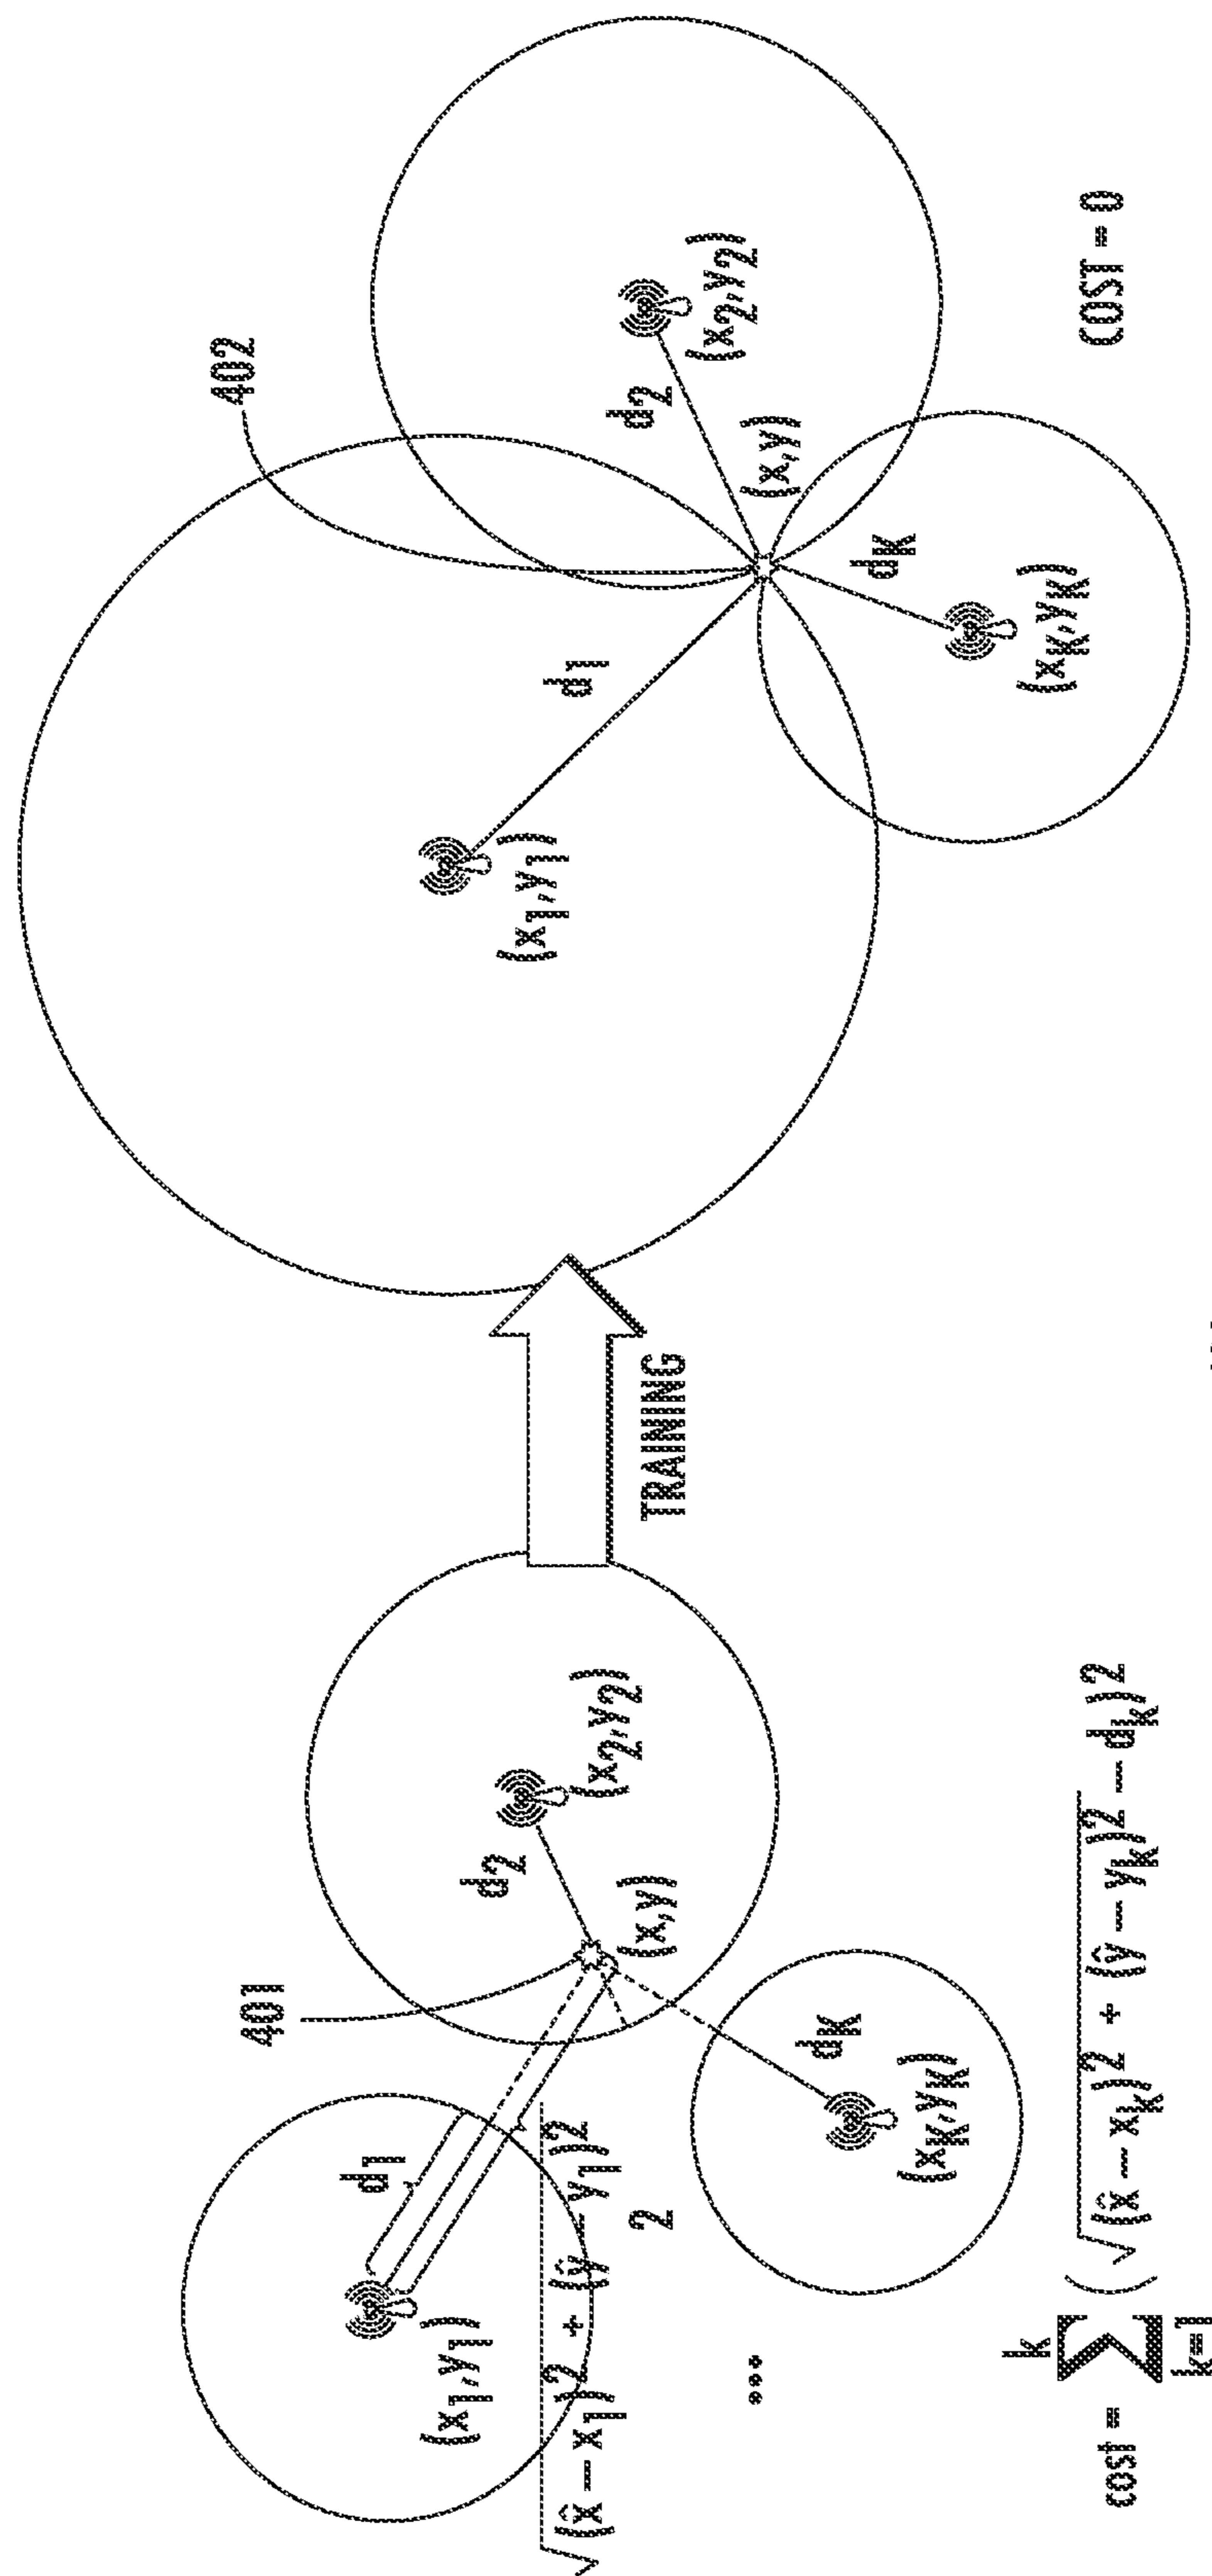 401
d1
(x1,y1)
√(x̂ – x1)2 + (ŷ – y1)2
2
d2
(x2,y2)
(x,y)
dK
(xK,yK)
•••
cost = k∑k=1 (√(x̂ – xk)2 + (ŷ – yk)2 – dk)2
TRAINING
402
d1
(x1,y1)
d2
(x2,y2)
(x,y)
dK
(xK,yK)
COST = 0